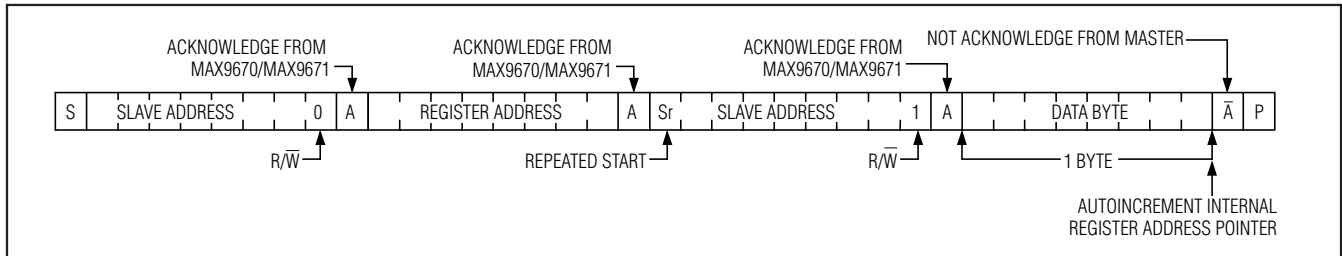 ACKNOWLEDGE FROM
MAX9670/MAX9671
ACKNOWLEDGE FROM
MAX9670/MAX9671
ACKNOWLEDGE FROM
MAX9670/MAX9671
NOT ACKNOWLEDGE FROM MASTER
S SLAVE ADDRESS 0 A REGISTER ADDRESS A Sr SLAVE ADDRESS 1 A DATA BYTE A̅ P
R/W̅
REPEATED START
R/W̅
1 BYTE
AUTOINCREMENT INTERNAL
REGISTER ADDRESS POINTER